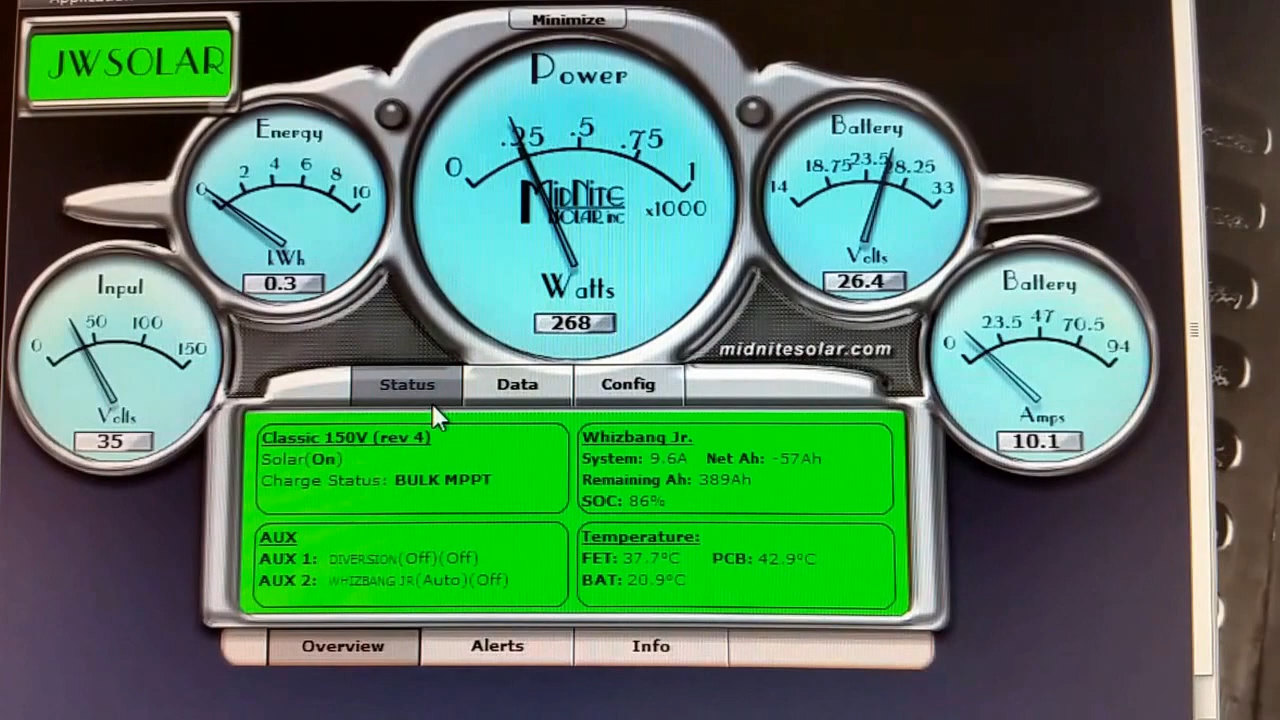 Minimize
JWSOLAR
Power
0 .25 .5 .75 1
x1000
MIDNITE
SOLAR, INC
Watts
268
Energy
0 2 4 6 8 10
kWh
0.3
Battery
14 18.75 23.5 28.25 33
Volts
26.4
Input
0 50 100 150
Volts
35
Battery
0 23.5 47 70.5 94
Amps
10.1
midnitesolar.com
Status Data Config
Classic 150V (rev 4)
Solar(On)
Charge Status: BULK MPPT
Whizbang Jr.
System: 9.6A Net Ah: -57Ah
Remaining Ah: 389Ah
SOC: 86%
AUX
AUX 1: DIVERSION(Off)(Off)
AUX 2: WHIZBANG JR(Auto)(Off)
Temperature:
FET: 37.7°C PCB: 42.9°C
BAT: 20.9°C
Overview Alerts Info